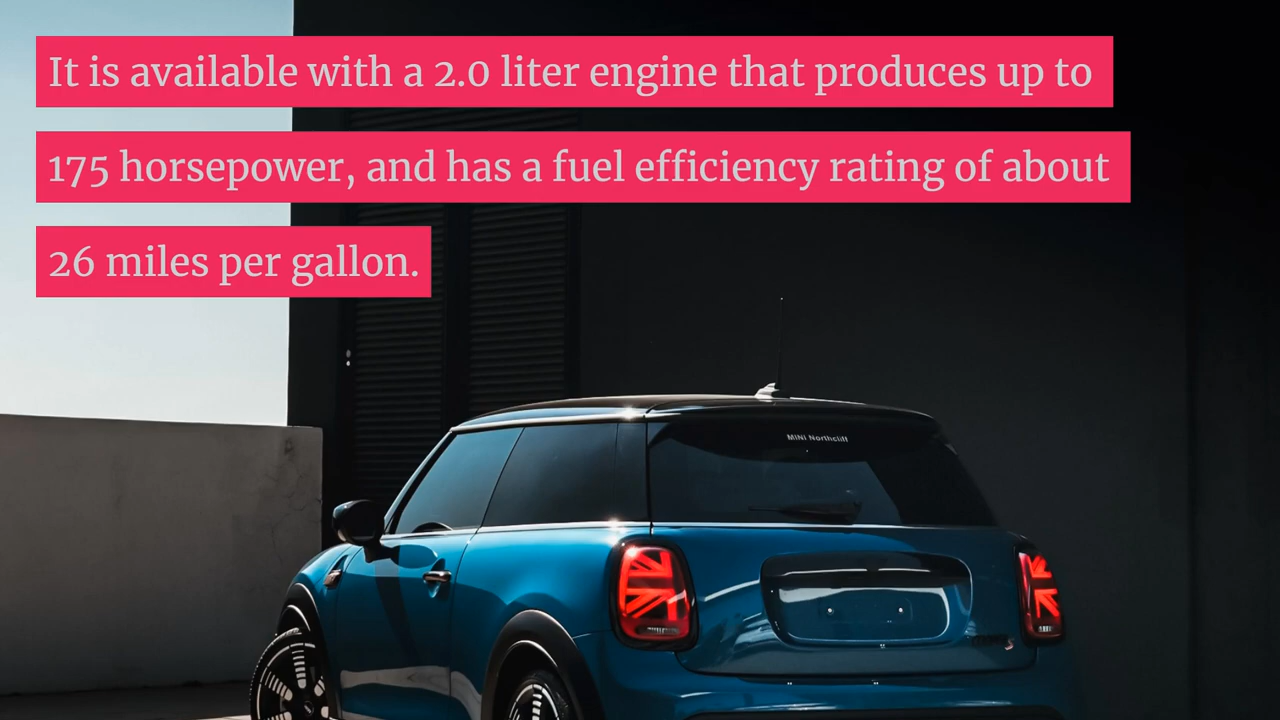 It is available with a 2.0 liter engine that produces up to
175 horsepower, and has a fuel efficiency rating of about
26 miles per gallon.
MINI Northcliff